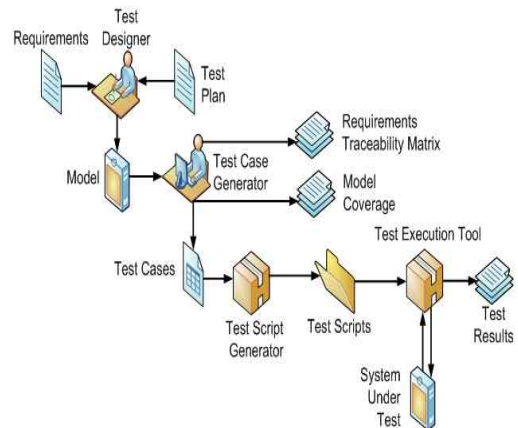 Test
Designer
Requirements
Test
Plan
Requirements
Traceability Matrix
Model
Test Case
Generator
Model
Coverage
Test Execution Tool
Test Cases
Test Script
Generator
Test Scripts
Test
Results
System
Under
Test